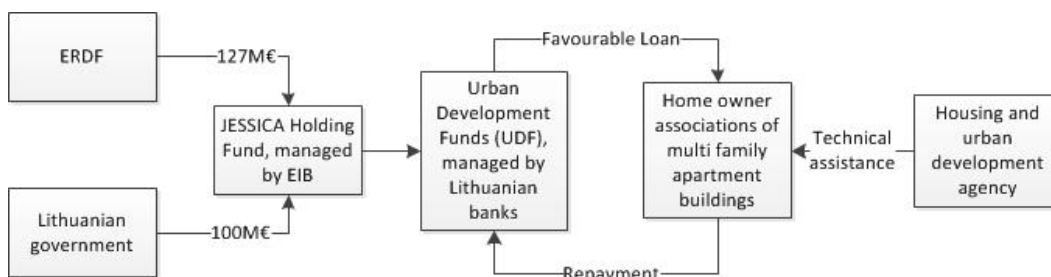 ERDF
127M€
Favourable Loan
Urban
Development
Funds (UDF),
managed by
Lithuanian
banks
JESSICA Holding
Fund, managed
by EIB
Home owner
associations of
multi family
apartment
buildings
Technical
assistance
Housing and
urban
development
agency
Lithuanian
government
100M€
Repayment